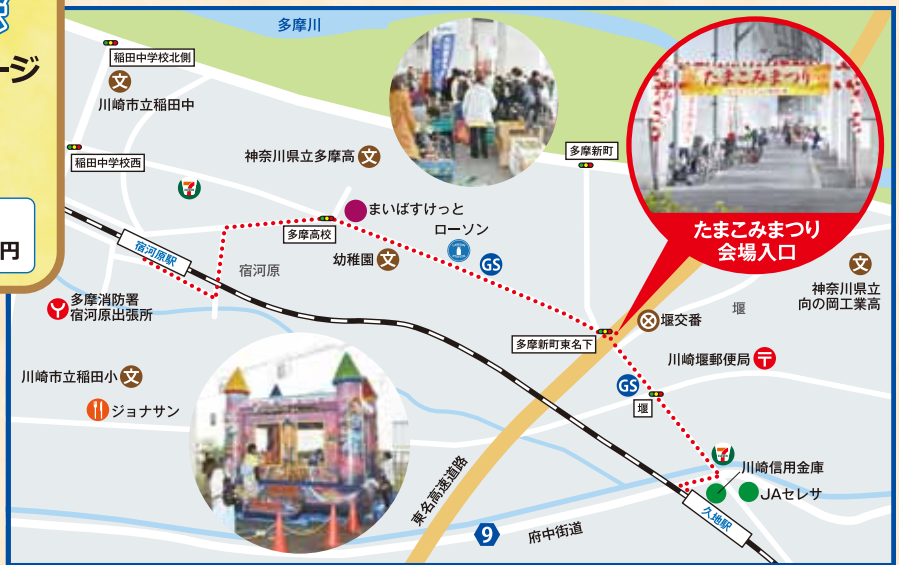 ージ
円
多摩川
稲田中学校北側
川崎市立稲田中
稲田中学校西
神奈川県立多摩高
多摩新町
たまこみまつり
まいばすけっと
多摩高校
ローソン
幼稚園
GS
宿河原駅
宿河原
たまこみまつり
会場入口
神奈川県立
向の岡工業高
多摩消防署
宿河原出張所
堰
堰交番
多摩新町東名下
川崎堰郵便局
川崎市立稲田小
ジョナサン
GS
堰
川崎信用金庫
JAセレサ
久地駅
東名高速道路
9
府中街道
文
文
文
文
文
7
7